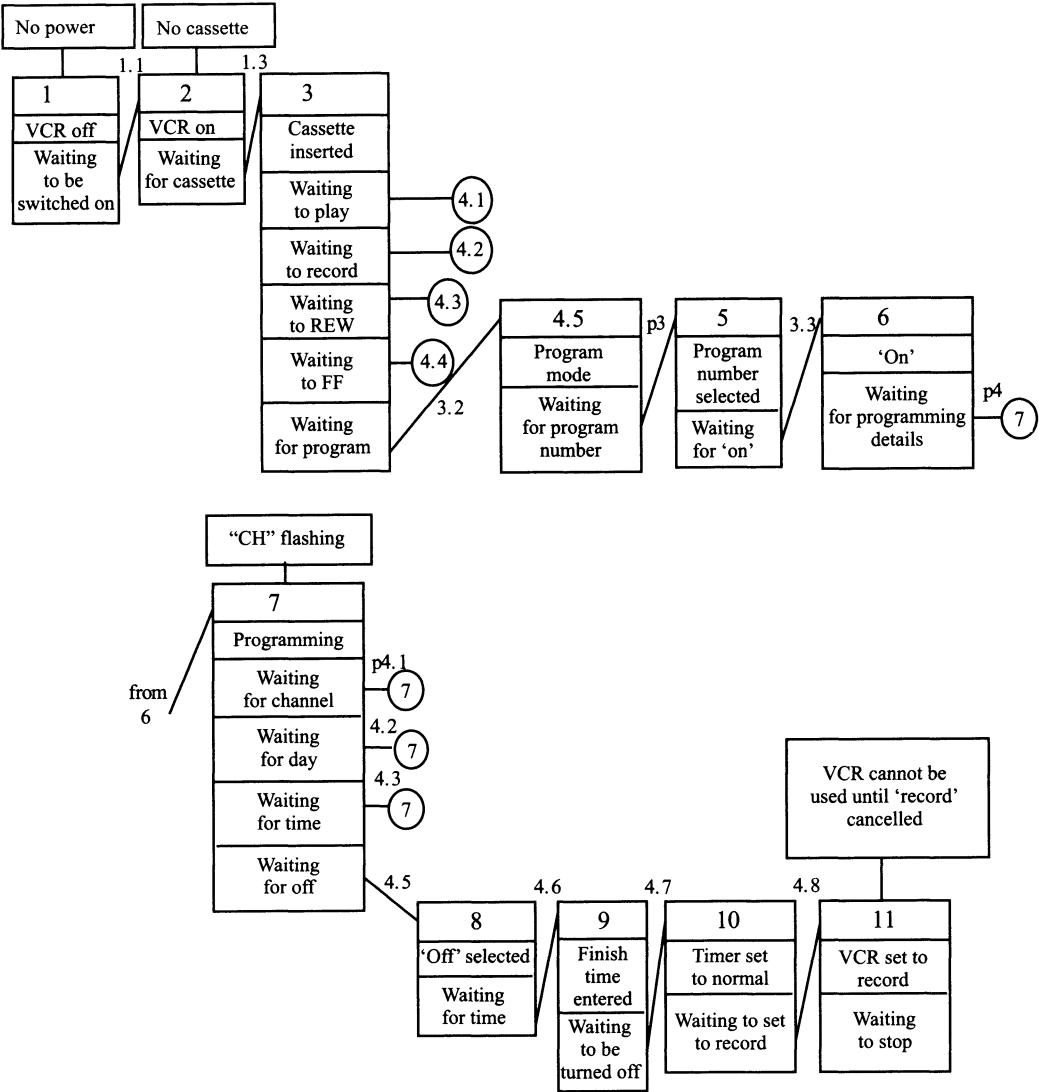 No power
No cassette
1.1
1.3
1
VCR off
Waiting
to be
switched on
2
VCR on
Waiting
for cassette
3
Cassette
inserted
Waiting
to play
4.1
Waiting
to record
4.2
Waiting
to REW
4.3
Waiting
to FF
4.4
Waiting
for program
3.2
4.5
Program
mode
Waiting
for program
number
p3
5
Program
number
selected
Waiting
for ‘on’
3.3
6
‘On’
Waiting
for programming
details
p4
7
“CH” flashing
from
6
7
Programming
Waiting
for channel
p4.1
7
Waiting
for day
4.2
7
Waiting
for time
4.3
7
Waiting
for off
4.5
8
‘Off’ selected
Waiting
for time
4.6
9
Finish
time
entered
Waiting
to be
turned off
4.7
10
Timer set
to normal
Waiting to set
to record
4.8
VCR cannot be
used until ‘record’
cancelled
11
VCR set to
record
Waiting
to stop